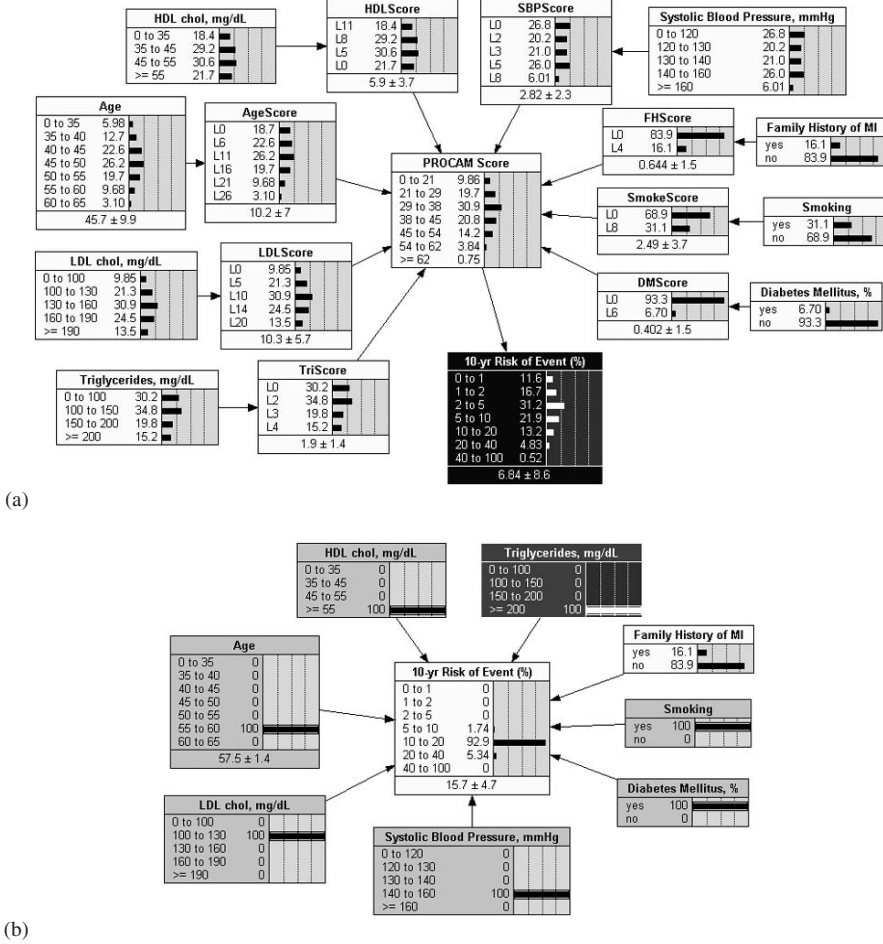 HDL chol, mg/dL
0 to 35 18.4
35 to 45 29.2
45 to 55 30.6
>= 55 21.7
HDLScore
L11 18.4
L8 29.2
L5 30.6
L0 21.7
5.9 ± 3.7
SBPScore
L0 26.8
L2 20.2
L3 21.0
L5 26.0
L8 6.01
2.82 ± 2.3
Systolic Blood Pressure, mmHg
0 to 120 26.8
120 to 130 20.2
130 to 140 21.0
140 to 160 26.0
>= 160 6.01
Age
0 to 35 5.98
35 to 40 12.7
40 to 45 22.6
45 to 50 26.2
50 to 55 19.7
55 to 60 9.68
60 to 65 3.10
45.7 ± 9.9
AgeScore
L0 18.7
L6 22.6
L11 26.2
L16 19.7
L21 9.68
L26 3.10
10.2 ± 7
PROCAM Score
0 to 21 9.86
21 to 29 19.7
29 to 38 30.9
38 to 45 20.8
45 to 54 14.2
54 to 62 3.84
>= 62 0.75
FHScore
L0 83.9
L4 16.1
0.644 ± 1.5
Family History of MI
yes 16.1
no 83.9
SmokeScore
L0 68.9
L8 31.1
2.49 ± 3.7
Smoking
yes 31.1
no 68.9
LDL chol, mg/dL
0 to 100 9.85
100 to 130 21.3
130 to 160 30.9
160 to 190 24.5
>= 190 13.5
LDLScore
L0 9.85
L5 21.3
L10 30.9
L14 24.5
L20 13.5
10.3 ± 5.7
DMScore
L0 93.3
L6 6.70
0.402 ± 1.5
Diabetes Mellitus, %
yes 6.70
no 93.3
Triglycerides, mg/dL
0 to 100 30.2
100 to 150 34.8
150 to 200 19.8
>= 200 15.2
TriScore
L0 30.2
L2 34.8
L3 19.8
L4 15.2
1.9 ± 1.4
10-yr Risk of Event (%)
0 to 1 11.6
1 to 2 16.7
2 to 5 31.2
5 to 10 21.9
10 to 20 13.2
20 to 40 4.83
40 to 100 0.52
6.84 ± 8.6
(a)
HDL chol, mg/dL
0 to 35 0
35 to 45 0
45 to 55 0
>= 55 100
Triglycerides, mg/dL
0 to 100 0
100 to 150 0
150 to 200 0
>= 200 100
Age
0 to 35 0
35 to 40 0
40 to 45 0
45 to 50 0
50 to 55 0
55 to 60 100
60 to 65 0
57.5 ± 1.4
10-yr Risk of Event (%)
0 to 1 0
1 to 2 0
2 to 5 0
5 to 10 1.74
10 to 20 92.9
20 to 40 5.34
40 to 100 0
15.7 ± 4.7
Family History of MI
yes 16.1
no 83.9
Smoking
yes 100
no 0
Diabetes Mellitus, %
yes 100
no 0
LDL chol, mg/dL
0 to 100 0
100 to 130 100
130 to 160 0
160 to 190 0
>= 190 0
Systolic Blood Pressure, mmHg
0 to 120 0
120 to 130 0
130 to 140 0
140 to 160 100
>= 160 0
(b)